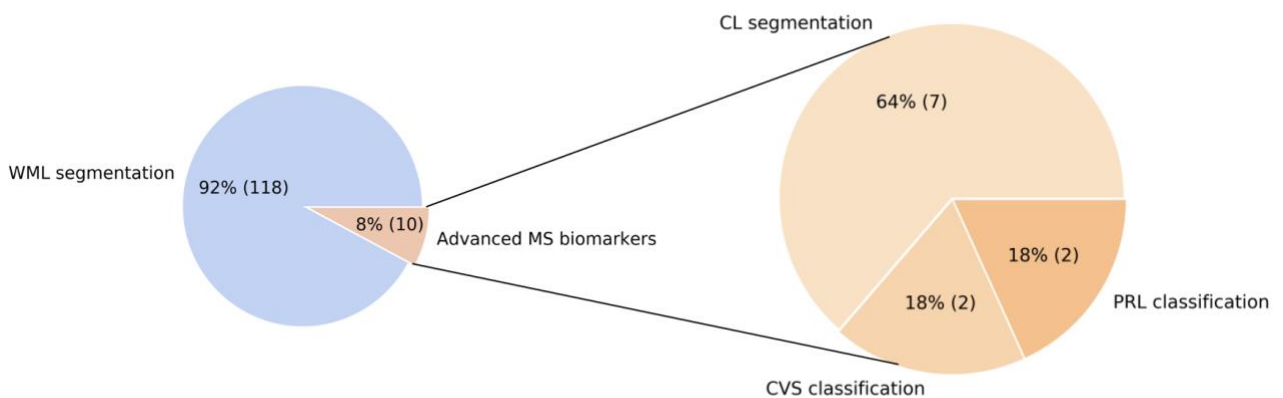 CL segmentation
64% (7)
WML segmentation
92% (118)
8% (10)
Advanced MS biomarkers
18% (2)
18% (2)
PRL classification
CVS classification